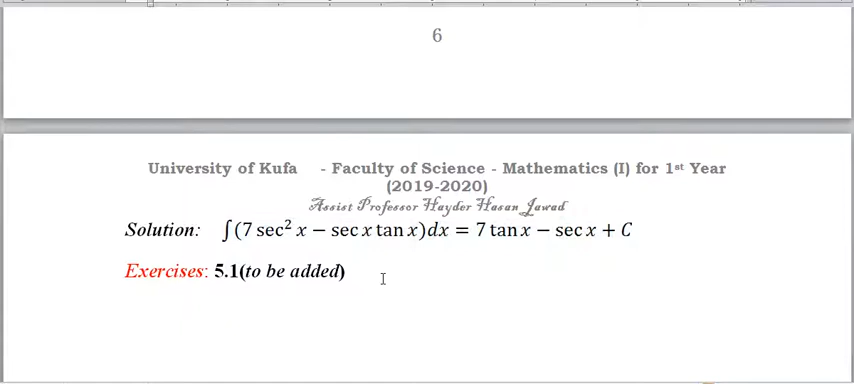 6
University of Kufa - Faculty of Science - Mathematics (I) for 1st Year
(2019-2020)
Assist Professor Hayder Hasan Jawad
Solution: ∫(7 sec² x − sec x tan x)dx = 7 tan x − sec x + C
Exercises: 5.1(to be added)